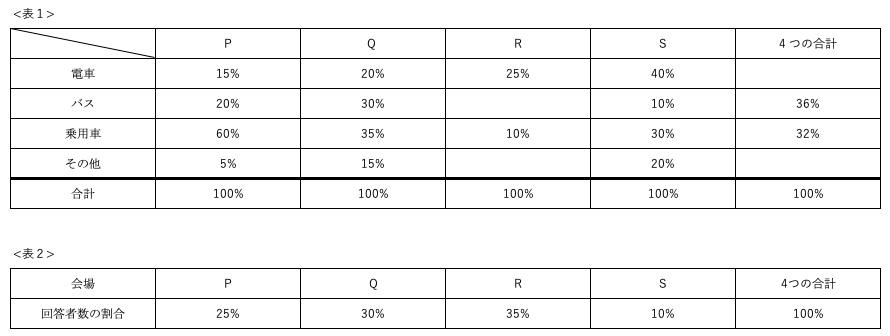 <表1>
P Q R S 4つの合計
電車 15% 20% 25% 40%
バス 20% 30% 10% 36%
乗用車 60% 35% 10% 30% 32%
その他 5% 15% 20%
合計 100% 100% 100% 100% 100%
<表2>
会場 P Q R S 4つの合計
回答者数の割合 25% 30% 35% 10% 100%